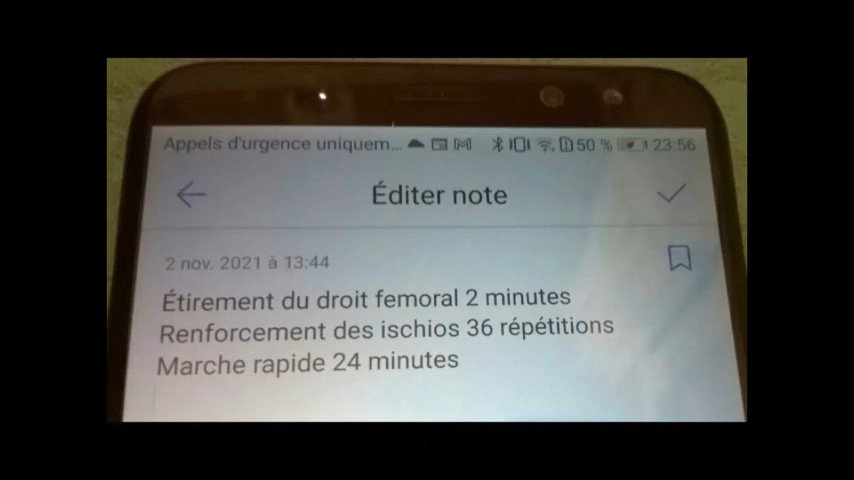 Appels d'urgence uniquem... 50 % 23:56
Éditer note
2 nov. 2021 à 13:44
Étirement du droit femoral 2 minutes
Renforcement des ischios 36 répétitions
Marche rapide 24 minutes